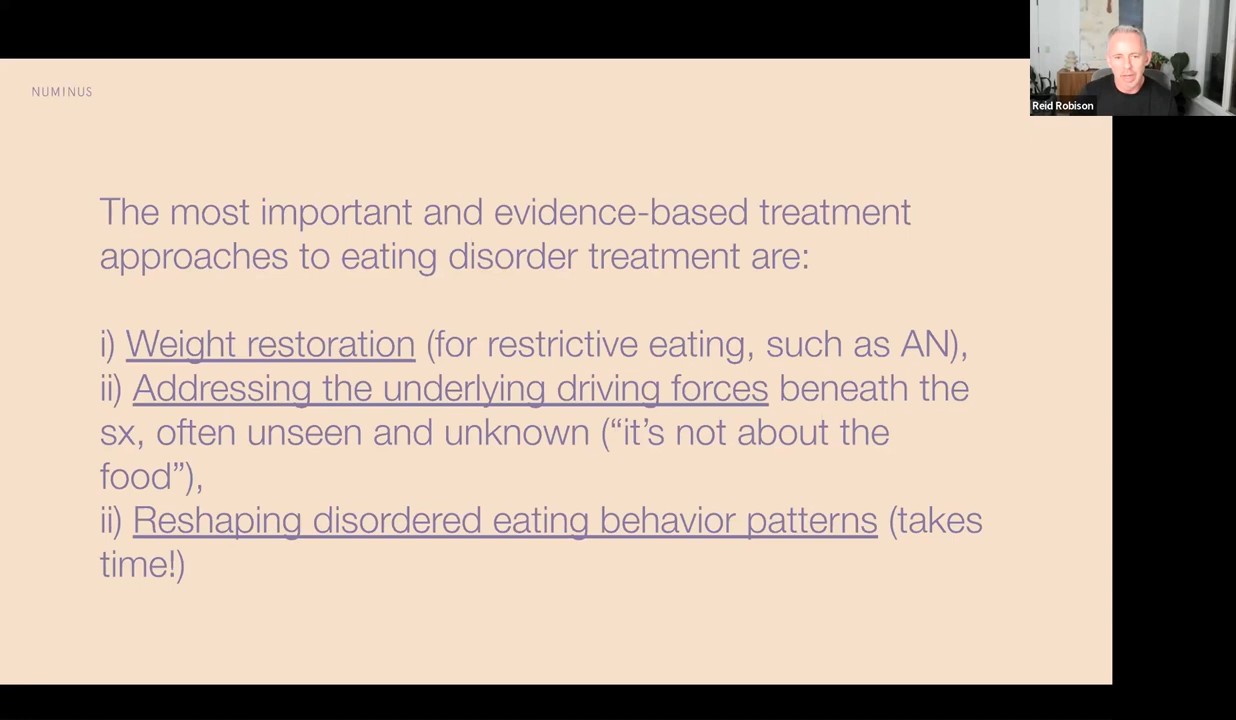 NUMINUS
Reid Robison
The most important and evidence-based treatment
approaches to eating disorder treatment are:
i) Weight restoration (for restrictive eating, such as AN),
ii) Addressing the underlying driving forces beneath the
sx, often unseen and unknown (“it’s not about the
food”),
ii) Reshaping disordered eating behavior patterns (takes
time!)